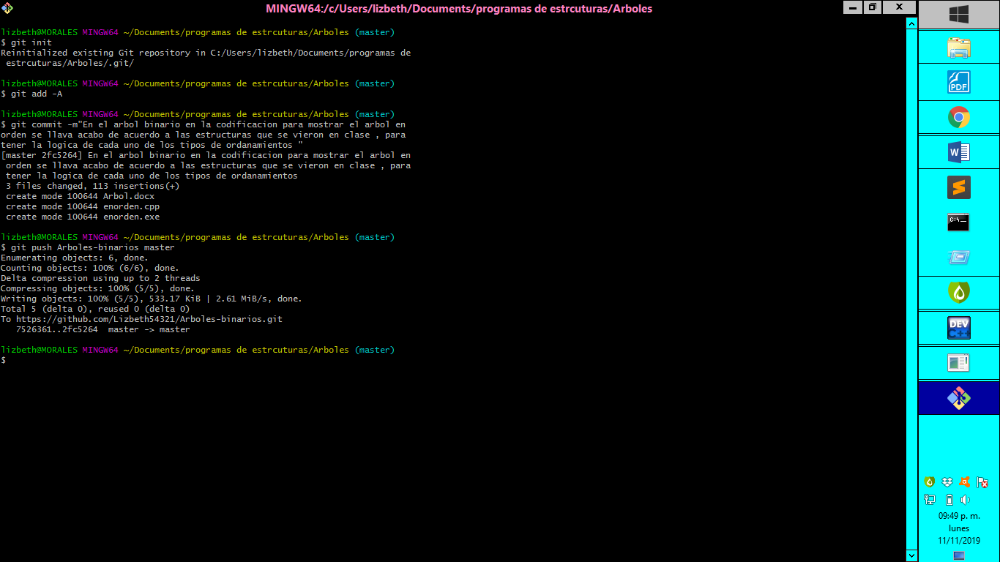 MINGW64:/c/Users/lizbeth/Documents/programas de estrcuturas/Arboles
lizbeth@MORALES MINGW64 ~/Documents/programas de estrcuturas/Arboles (master)
$ git init
Reinitialized existing Git repository in C:/Users/lizbeth/Documents/programas de
 estrcuturas/Arboles/.git/
lizbeth@MORALES MINGW64 ~/Documents/programas de estrcuturas/Arboles (master)
$ git add -A
lizbeth@MORALES MINGW64 ~/Documents/programas de estrcuturas/Arboles (master)
$ git commit -m"En el arbol binario en la codificacion para mostrar el arbol en
orden se llava acabo de acuerdo a las estructuras que se vieron en clase , para
tener la logica de cada uno de los tipos de ordanamientos "
[master 2fc5264] En el arbol binario en la codificacion para mostrar el arbol en
 orden se llava acabo de acuerdo a las estructuras que se vieron en clase , para
 tener la logica de cada uno de los tipos de ordanamientos
 3 files changed, 113 insertions(+)
 create mode 100644 Arbol.docx
 create mode 100644 enorden.cpp
 create mode 100644 enorden.exe
lizbeth@MORALES MINGW64 ~/Documents/programas de estrcuturas/Arboles (master)
$ git push Arboles-binarios master
Enumerating objects: 6, done.
Counting objects: 100% (6/6), done.
Delta compression using up to 2 threads
Compressing objects: 100% (5/5), done.
Writing objects: 100% (5/5), 533.17 KiB | 2.61 MiB/s, done.
Total 5 (delta 0), reused 0 (delta 0)
To https://github.com/Lizbeth54321/Arboles-binarios.git
   7526361..2fc5264  master -> master
lizbeth@MORALES MINGW64 ~/Documents/programas de estrcuturas/Arboles (master)
$
PDF
W
C:\_
DEV
C++
09:49 p. m.
lunes
11/11/2019